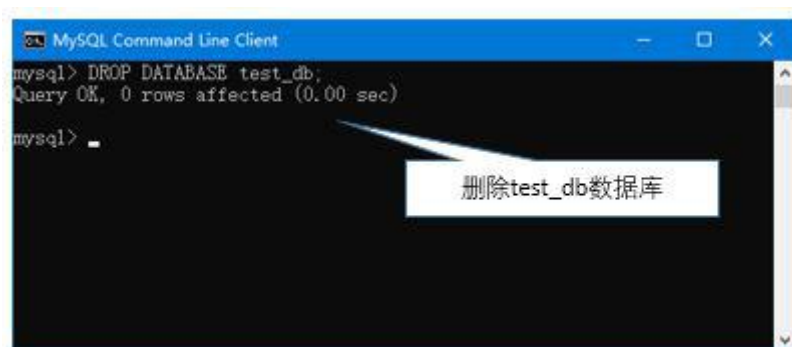 MySQL Command Line Client
mysql> DROP DATABASE test_db;
Query OK, 0 rows affected (0.00 sec)
mysql>
删除test_db数据库